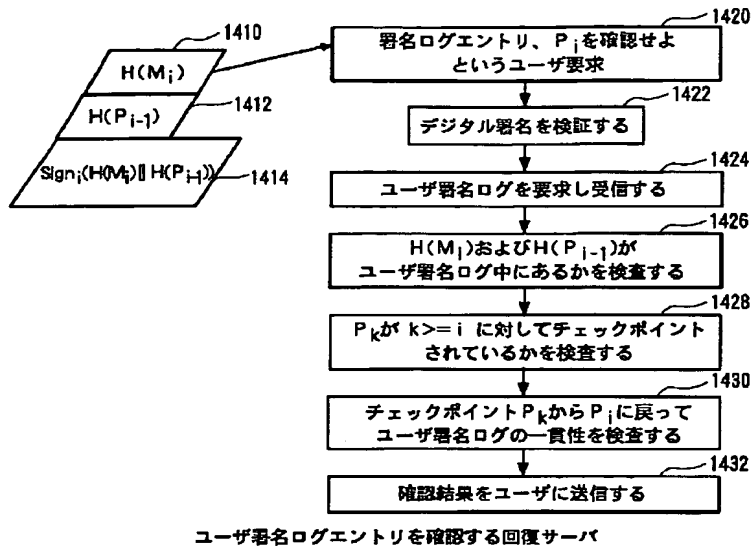 1410
H(Mi)
1412
H(Pi-1)
Signi(H(Mi)|| H(Pi-1))
1414
1420
署名ログエントリ、Piを確認せよ
というユーザ要求
1422
デジタル署名を検証する
1424
ユーザ署名ログを要求し受信する
1426
H(Mi)およびH(Pi-1)が
ユーザ署名ログ中にあるかを検査する
1428
Pkが k>=i に対してチェックポイント
されているかを検査する
1430
チェックポイントPkからPiに戻って
ユーザ署名ログの一貫性を検査する
1432
確認結果をユーザに送信する
ユーザ署名ログエントリを確認する回復サーバ